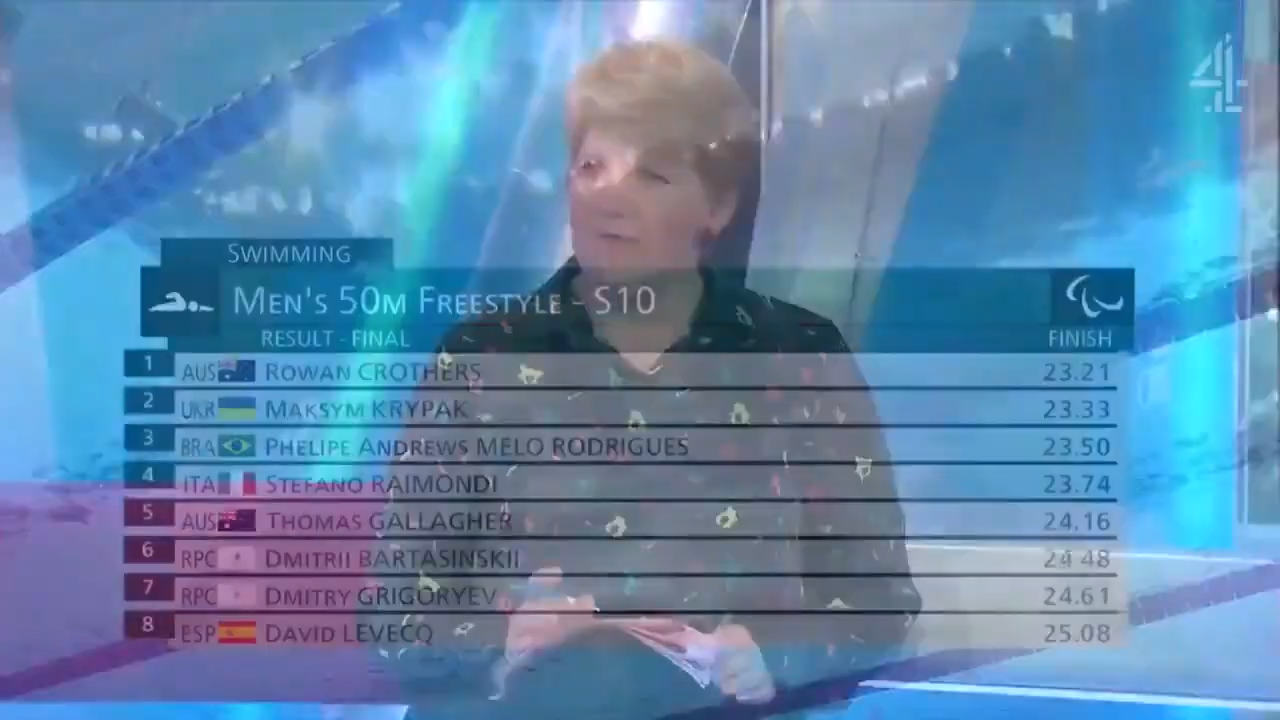 4
SWIMMING
MEN'S 50M FREESTYLE - S10
RESULT - FINAL FINISH
1 AUS ROWAN CROTHERS 23.21
2 UKR MAKSYM KRYPAK 23.33
3 BRA PHELIPE ANDREWS MELO RODRIGUES 23.50
4 ITA STEFANO RAIMONDI 23.74
5 AUS THOMAS GALLAGHER 24.16
6 RPC DMITRII BARTASINSKII 24.48
7 RPC DMITRY GRIGORYEV 24.61
8 ESP DAVID LEVECQ 25.08